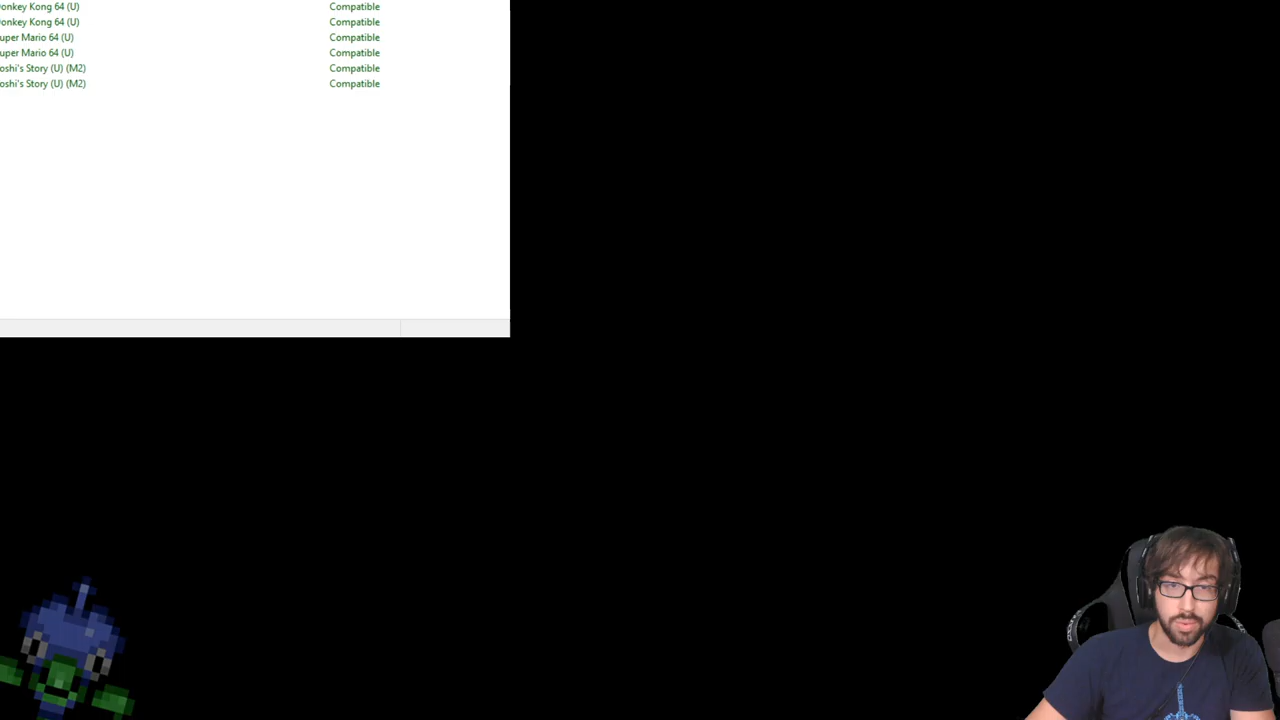 onkey Kong 64 (U) Compatible
onkey Kong 64 (U) Compatible
uper Mario 64 (U) Compatible
uper Mario 64 (U) Compatible
oshi's Story (U) (M2) Compatible
oshi's Story (U) (M2) Compatible